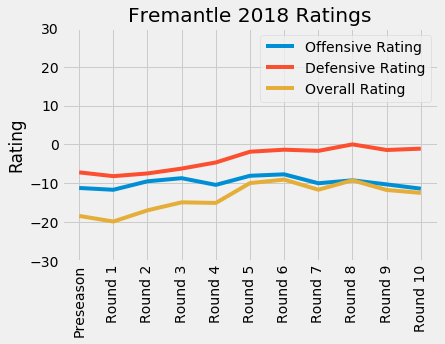 Fremantle 2018 Ratings
Offensive Rating
Defensive Rating
Overall Rating
Rating
30
20
10
0
−10
−20
−30
Preseason
Round 1
Round 2
Round 3
Round 4
Round 5
Round 6
Round 7
Round 8
Round 9
Round 10